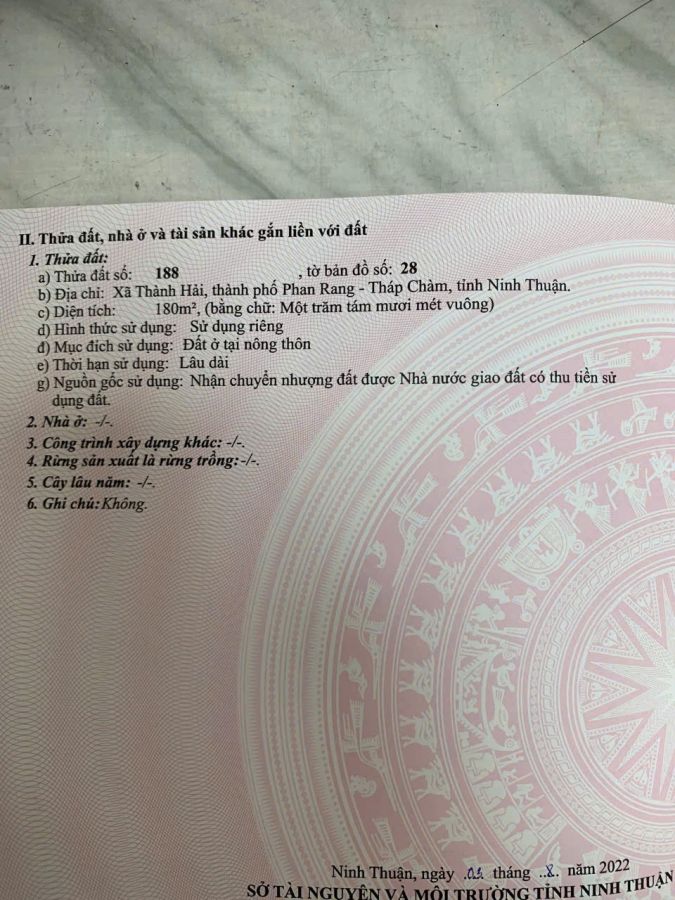 II. Thửa đất, nhà ở và tài sản khác gắn liền với đất
1. Thửa đất:
a) Thửa đất số: 188 , tờ bản đồ số: 28
b) Địa chỉ: Xã Thành Hải, thành phố Phan Rang - Tháp Chàm, tỉnh Ninh Thuận.
c) Diện tích: 180m², (bằng chữ: Một trăm tám mươi mét vuông)
d) Hình thức sử dụng: Sử dụng riêng
đ) Mục đích sử dụng: Đất ở tại nông thôn
e) Thời hạn sử dụng: Lâu dài
g) Nguồn gốc sử dụng: Nhận chuyển nhượng đất được Nhà nước giao đất có thu tiền sử
dụng đất.
2. Nhà ở: -/-.
3. Công trình xây dựng khác: -/-.
4. Rừng sản xuất là rừng trồng:-/-.
5. Cây lâu năm: -/-.
6. Ghi chú: Không.
Ninh Thuận, ngày tháng ..8.. năm 2022
SỞ TÀI NGUYÊN VÀ MÔI TRƯỜNG TỈNH NINH THUẬN